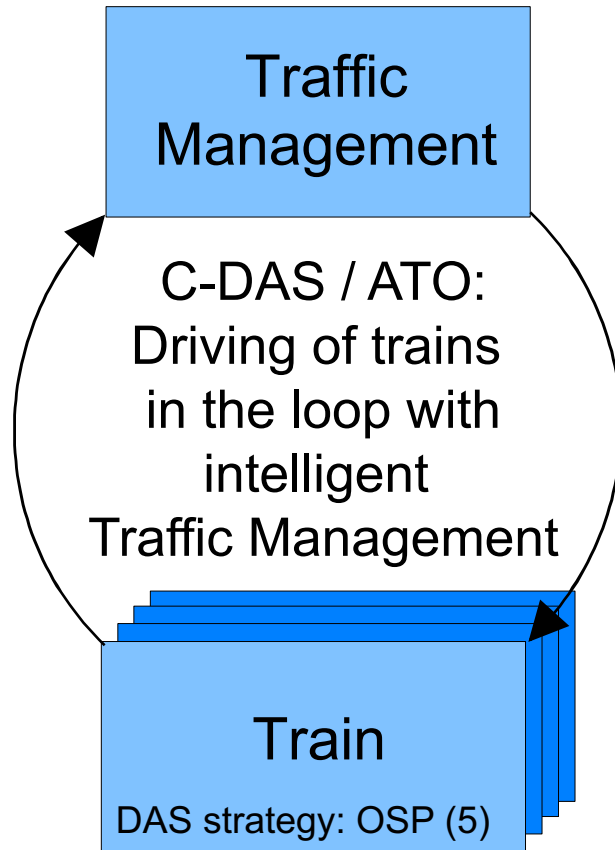 Traffic
Management
C-DAS / ATO:
Driving of trains
in the loop with
intelligent
Traffic Management
Train
DAS strategy: OSP (5)